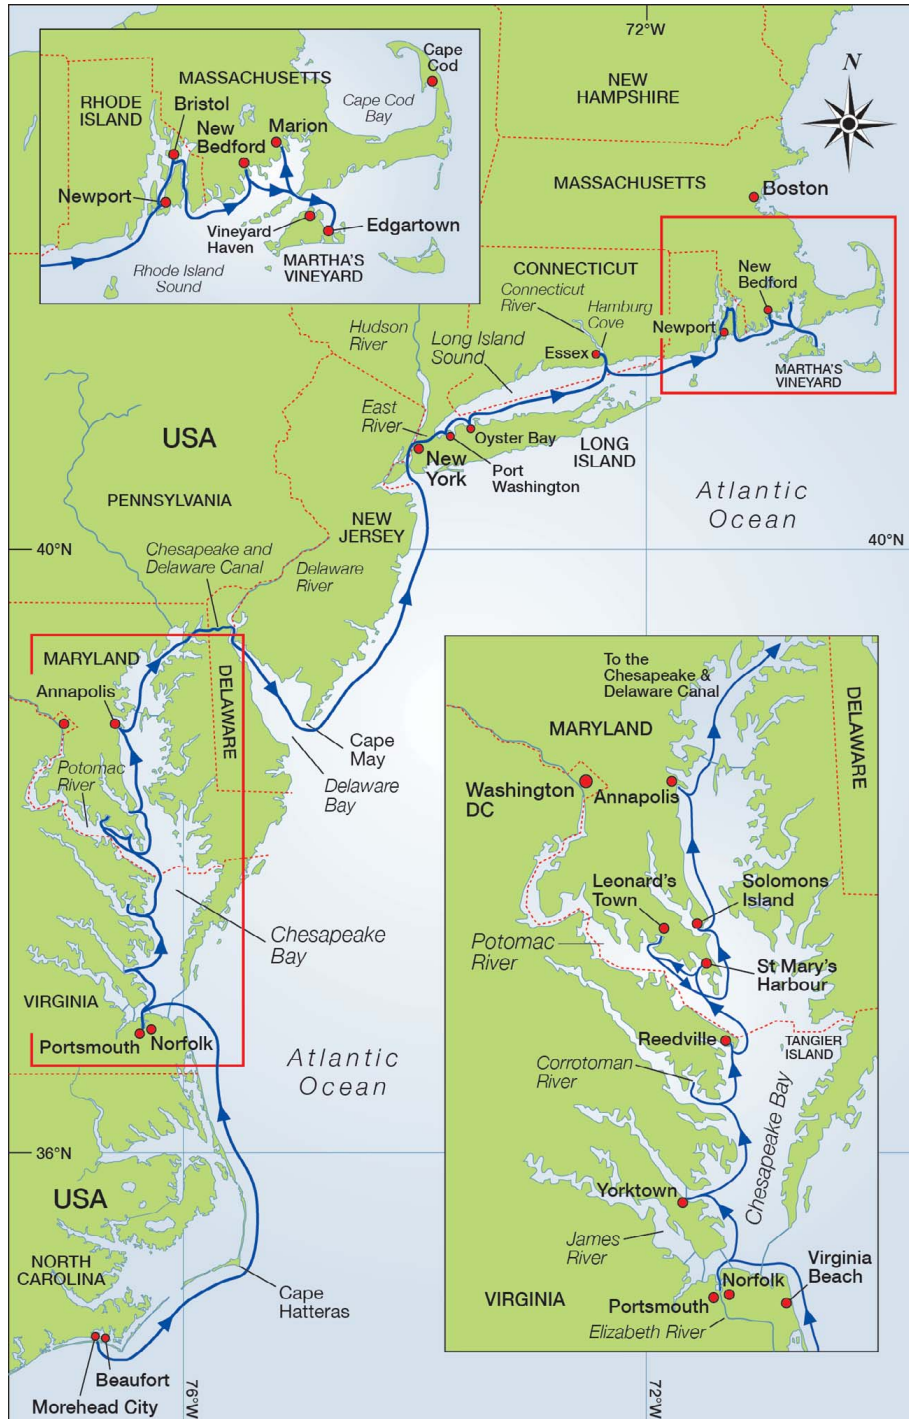 72°W
N
NEW
HAMPSHIRE
MASSACHUSETTS
Boston
CONNECTICUT
Connecticut
River
Hamburg
Cove
New
Bedford
Newport
MARTHA'S
VINEYARD
Essex
Hudson
River
Long Island
Sound
East
River
Oyster Bay
New
York
Port
Washington
LONG
ISLAND
Atlantic
Ocean
USA
PENNSYLVANIA
NEW
JERSEY
40°N
40°N
Chesapeake and
Delaware Canal
Delaware
River
MARYLAND
DELAWARE
Annapolis
Cape
May
Delaware
Bay
Potomac
River
Chesapeake
Bay
VIRGINIA
Portsmouth
Norfolk
Atlantic
Ocean
36°N
USA
NORTH
CAROLINA
Cape
Hatteras
Beaufort
Morehead City
76°W
72°W
Cape
Cod
MASSACHUSETTS
Cape Cod
Bay
RHODE
ISLAND
Bristol
New
Bedford
Marion
Newport
Vineyard
Haven
Edgartown
MARTHA'S
VINEYARD
Rhode Island
Sound
To the
Chesapeake &
Delaware Canal
MARYLAND
DELAWARE
Washington
DC
Annapolis
Leonard's
Town
Solomons
Island
Potomac
River
St Mary's
Harbour
Reedville
TANGIER
ISLAND
Corrotoman
River
Chesapeake Bay
Yorktown
James
River
Virginia
Beach
VIRGINIA
Norfolk
Portsmouth
Elizabeth River